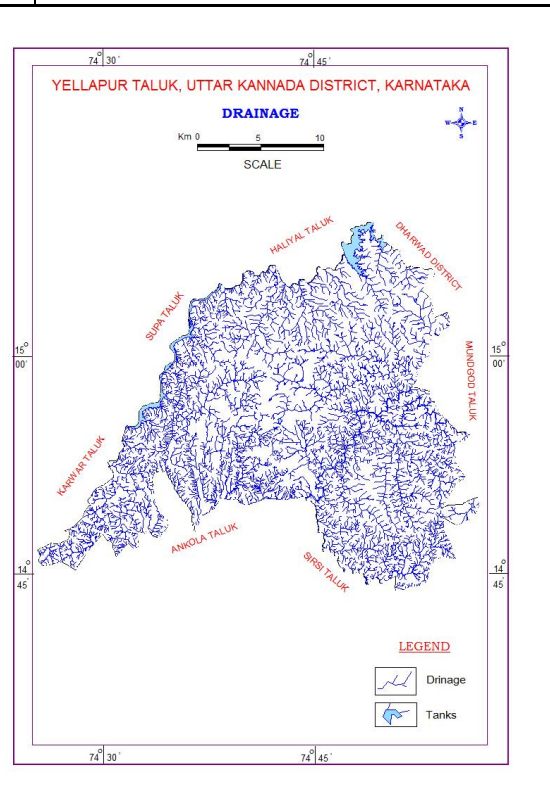 74° 30' 74° 45'
YELLAPUR TALUK, UTTAR KANNADA DISTRICT, KARNATAKA
DRAINAGE
N
W E
S
Km 0 5 10
SCALE
HALIYAL TALUK
DHARWAD DISTRICT
SUPA TALUK
15° 00' 15° 00'
MUNDGOD TALUK
KARWAR TALUK
ANKOLA TALUK
SIRSI TALUK
14° 45' 14° 45'
LEGEND
Drinage
Tanks
74° 30' 74° 45'